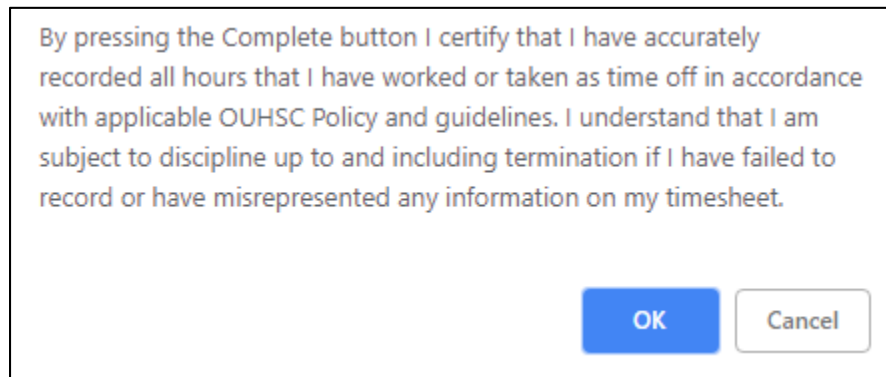 By pressing the Complete button I certify that I have accurately
recorded all hours that I have worked or taken as time off in accordance
with applicable OUHSC Policy and guidelines. I understand that I am
subject to discipline up to and including termination if I have failed to
record or have misrepresented any information on my timesheet.
OK Cancel